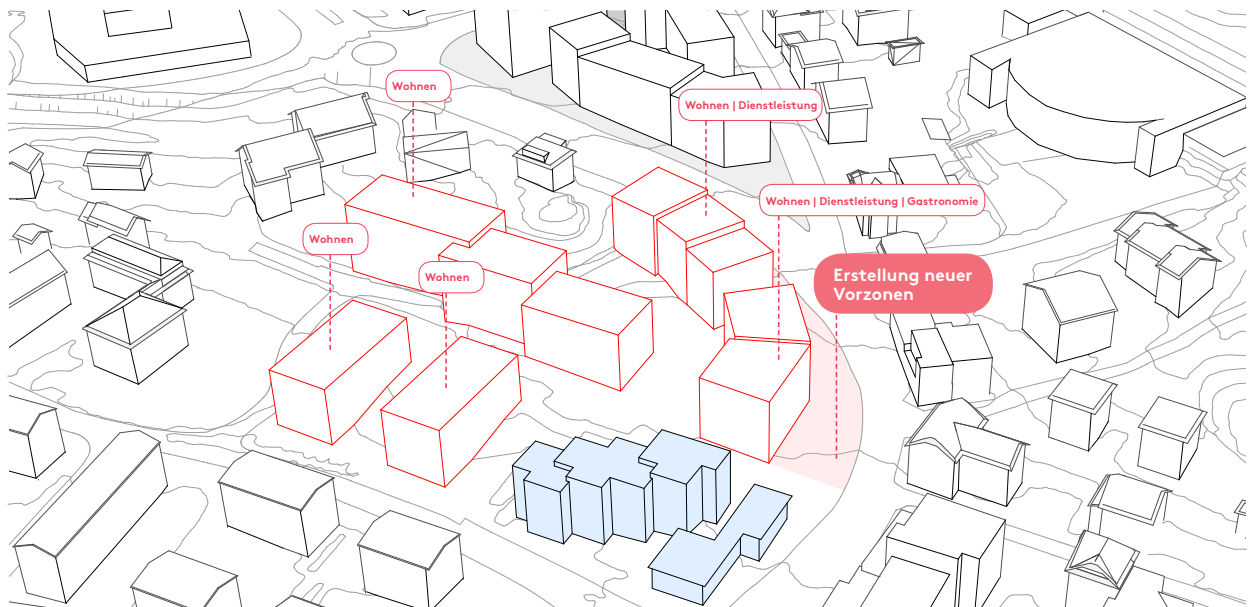 Wohnen
Wohnen | Dienstleistung
Wohnen | Dienstleistung | Gastronomie
Wohnen
Wohnen
Erstellung neuer
Vorzonen